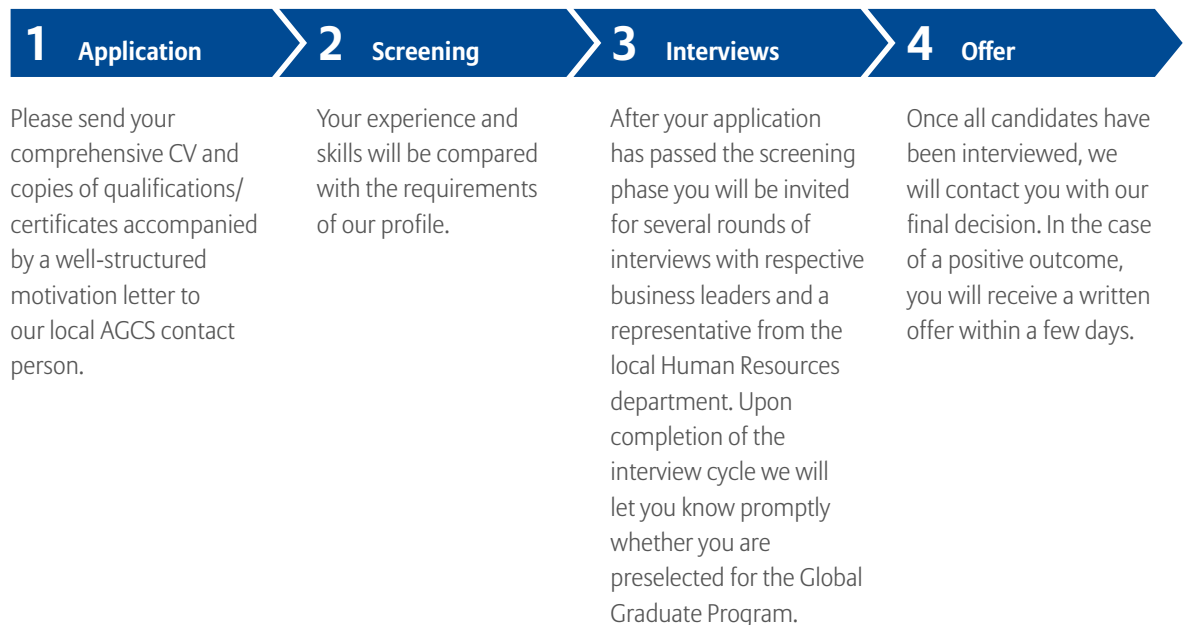 1 Application
2 Screening
3 Interviews
4 Offer
Please send your
comprehensive CV and
copies of qualifications/
certificates accompanied
by a well-structured
motivation letter to
our local AGCS contact
person.
Your experience and
skills will be compared
with the requirements
of our profile.
After your application
has passed the screening
phase you will be invited
for several rounds of
interviews with respective
business leaders and a
representative from the
local Human Resources
department. Upon
completion of the
interview cycle we will
let you know promptly
whether you are
preselected for the Global
Graduate Program.
Once all candidates have
been interviewed, we
will contact you with our
final decision. In the case
of a positive outcome,
you will receive a written
offer within a few days.